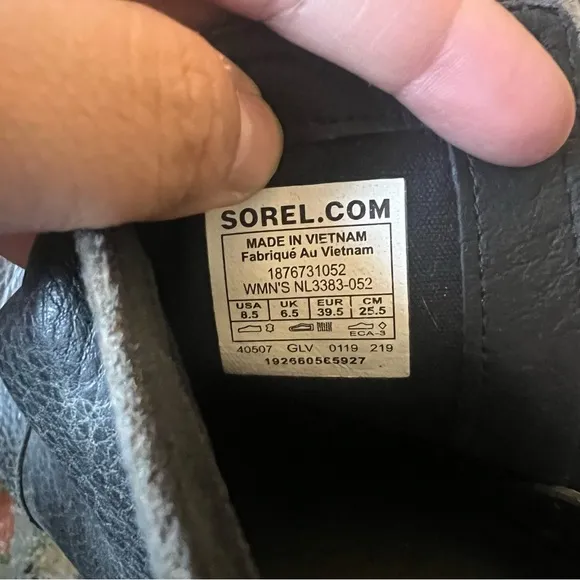 SOREL.COM
MADE IN VIETNAM
Fabriqué Au Vietnam
1876731052
WMN'S NL3383-052
USA UK EUR CM
8.5 6.5 39.5 25.5
ECA-3
40507 GLV 0119 219
192660565927